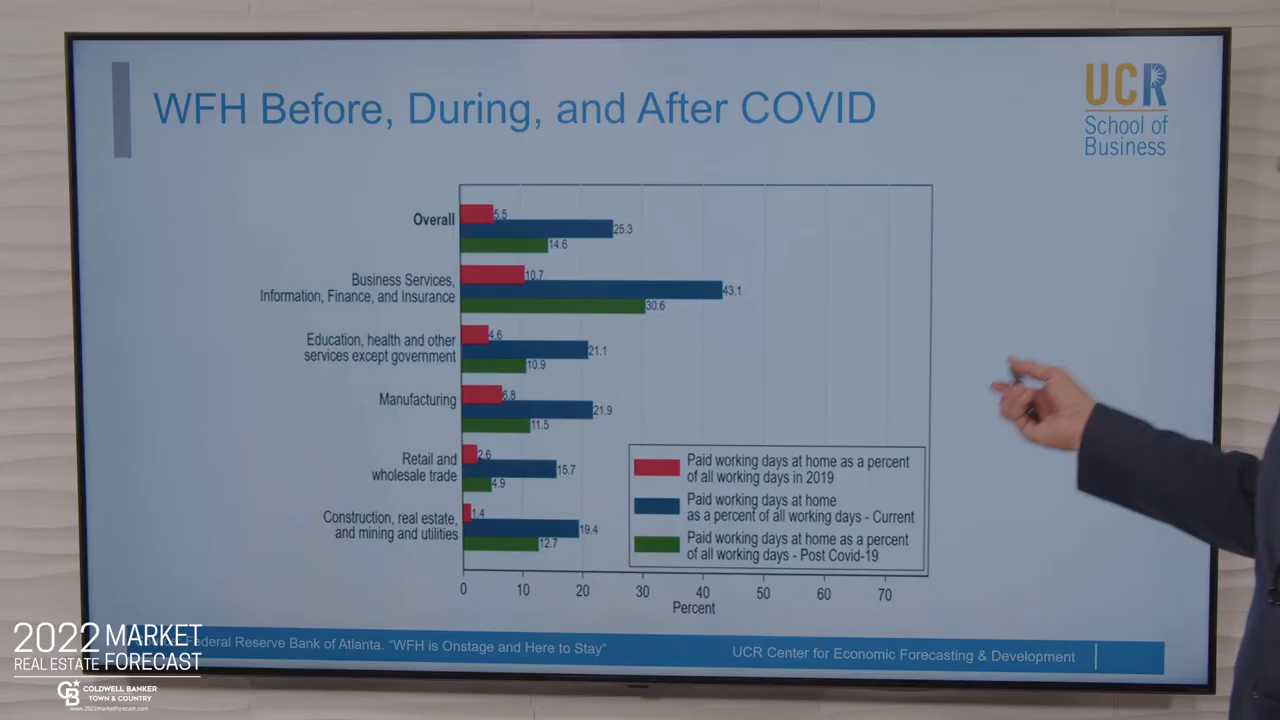 WFH Before, During, and After COVID
UCR
School of
Business
Overall
5.5
25.3
14.6
Business Services,
Information, Finance, and Insurance
10.7
43.1
30.6
Education, health and other
services except government
4.6
21.1
10.9
Manufacturing
6.8
21.9
11.5
Retail and
wholesale trade
2.6
15.7
4.9
Construction, real estate,
and mining and utilities
1.4
19.4
12.7
Paid working days at home as a percent
of all working days in 2019
Paid working days at home
as a percent of all working days - Current
Paid working days at home as a percent
of all working days - Post Covid-19
0 10 20 30 40 50 60 70
Percent
Federal Reserve Bank of Atlanta. "WFH is Onstage and Here to Stay"
UCR Center for Economic Forecasting & Development
2022 MARKET
REAL ESTATE FORECAST
CB
COLDWELL BANKER
TOWN & COUNTRY
www.2022marketforecast.com